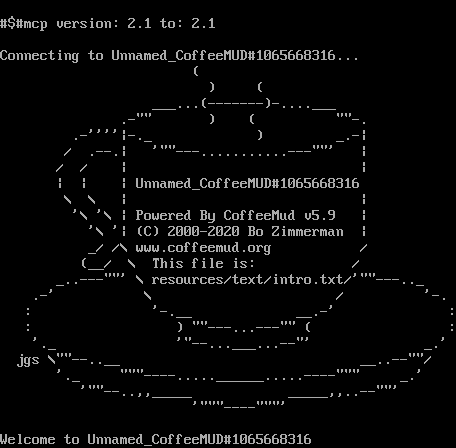 #$#mcp version: 2.1 to: 2.1
Connecting to Unnamed_CoffeeMUD#1065668316...
Unnamed_CoffeeMUD#1065668316
Powered By CoffeeMud v5.9
(C) 2000-2020 Bo Zimmerman
www.coffeemud.org
This file is:
resources/text/intro.txt
jgs
Welcome to Unnamed_CoffeeMUD#1065668316